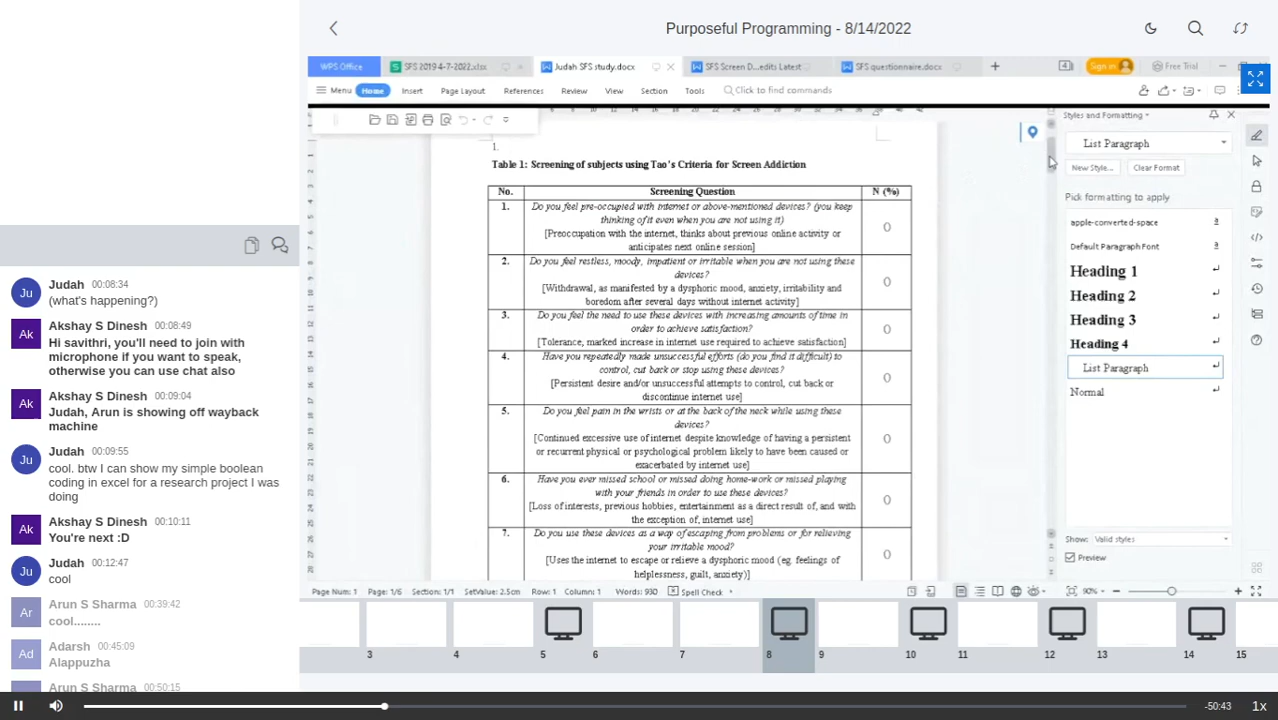 Purposeful Programming - 8/14/2022
WPS Office
SFS 2019 4-7-2022.xlsx
Judah SFS study.docx
SFS Screen D...edits Latest
SFS questionnaire.docx
Sign in
Free Trial
Menu
Home
Insert
Page Layout
References
Review
View
Section
Tools
Click to find commands
1.
Table 1: Screening of subjects using Tao's Criteria for Screen Addiction
No.
Screening Question
N (%)
1.
Do you feel pre-occupied with internet or above-mentioned devices? (you keep
thinking of it even when you are not using it)
[Preoccupation with the internet, thinks about previous online activity or
anticipates next online session]
0
2.
Do you feel restless, moody, impatient or irritable when you are not using these
devices?
[Withdrawal, as manifested by a dysphoric mood, anxiety, irritability and
boredom after several days without internet activity]
0
3.
Do you feel the need to use these devices with increasing amounts of time in
order to achieve satisfaction?
[Tolerance, marked increase in internet use required to achieve satisfaction]
0
4.
Have you repeatedly made unsuccessful efforts (do you find it difficult) to
control, cut back or stop using these devices?
[Persistent desire and/or unsuccessful attempts to control, cut back or
discontinue internet use]
0
5.
Do you feel pain in the wrists or at the back of the neck while using these
devices?
[Continued excessive use of internet despite knowledge of having a persistent
or recurrent physical or psychological problem likely to have been caused or
exacerbated by internet use]
0
6.
Have you ever missed school or missed doing home-work or missed playing
with your friends in order to use these devices?
[Loss of interests, previous hobbies, entertainment as a direct result of, and with
the exception of, internet use]
0
7.
Do you use these devices as a way of escaping from problems or for relieving
your irritable mood?
[Uses the internet to escape or relieve a dysphoric mood (eg. feelings of
helplessness, guilt, anxiety)]
0
Styles and Formatting
List Paragraph
New Style...
Clear Format
Pick formatting to apply
apple-converted-space
Default Paragraph Font
Heading 1
Heading 2
Heading 3
Heading 4
List Paragraph
Normal
Show: Valid styles
Preview
Page Num: 1
Page: 1/6
Section: 1/1
SetValue: 2.5cm
Row: 1
Column: 1
Words: 930
Spell Check
90%
Ju
Judah 00:08:34
(what's happening?)
Ak
Akshay S Dinesh 00:08:49
Hi savithri, you'll need to join with
microphone if you want to speak,
otherwise you can use chat also
Ak
Akshay S Dinesh 00:09:04
Judah, Arun is showing off wayback
machine
Ju
Judah 00:09:55
cool. btw I can show my simple boolean
coding in excel for a research project I was
doing
Ak
Akshay S Dinesh 00:10:11
You're next :D
Ju
Judah 00:12:47
cool
Ar
Arun S Sharma 00:39:42
cool........
Ad
Adarsh 00:45:09
Alappuzha
Arun S Sharma 00:50:15
3
4
5
6
7
8
9
10
11
12
13
14
15
-50:43
1x